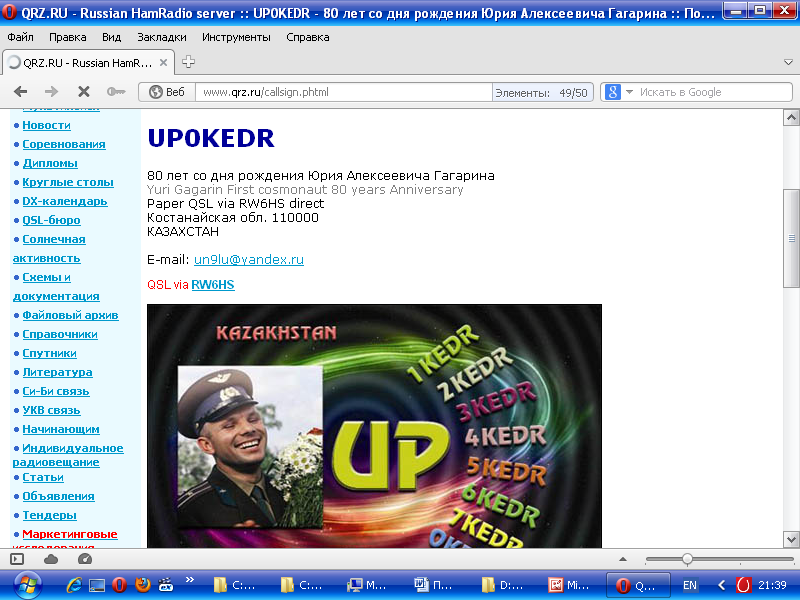 QRZ.RU - Russian HamRadio server :: UP0KEDR - 80 лет со дня рождения Юрия Алексеевича Гагарина :: По...
Файл Правка Вид Закладки Инструменты Справка
QRZ.RU - Russian HamR...
Веб www.qrz.ru/callsign.phtml Элементы: 49/50 Искать в Google
Новости
Соревнования
Дипломы
Круглые столы
DX-календарь
QSL-бюро
Солнечная
активность
Схемы и
документация
Файловый архив
Справочники
Спутники
Литература
Си-Би связь
УКВ связь
Начинающим
Индивидуальное
радиовещание
Статьи
Объявления
Тендеры
Маркетинговые
UP0KEDR
80 лет со дня рождения Юрия Алексеевича Гагарина
Yuri Gagarin First cosmonaut 80 years Anniversary
Paper QSL via RW6HS direct
Костанайская обл. 110000
КАЗАХСТАН
E-mail: un9lu@yandex.ru
QSL via RW6HS
KAZAKHSTAN
UP
1KEDR
2KEDR
3KEDR
4KEDR
5KEDR
6KEDR
7KEDR
C:... C:... M... П... D:... Mi... Q... EN 21:39